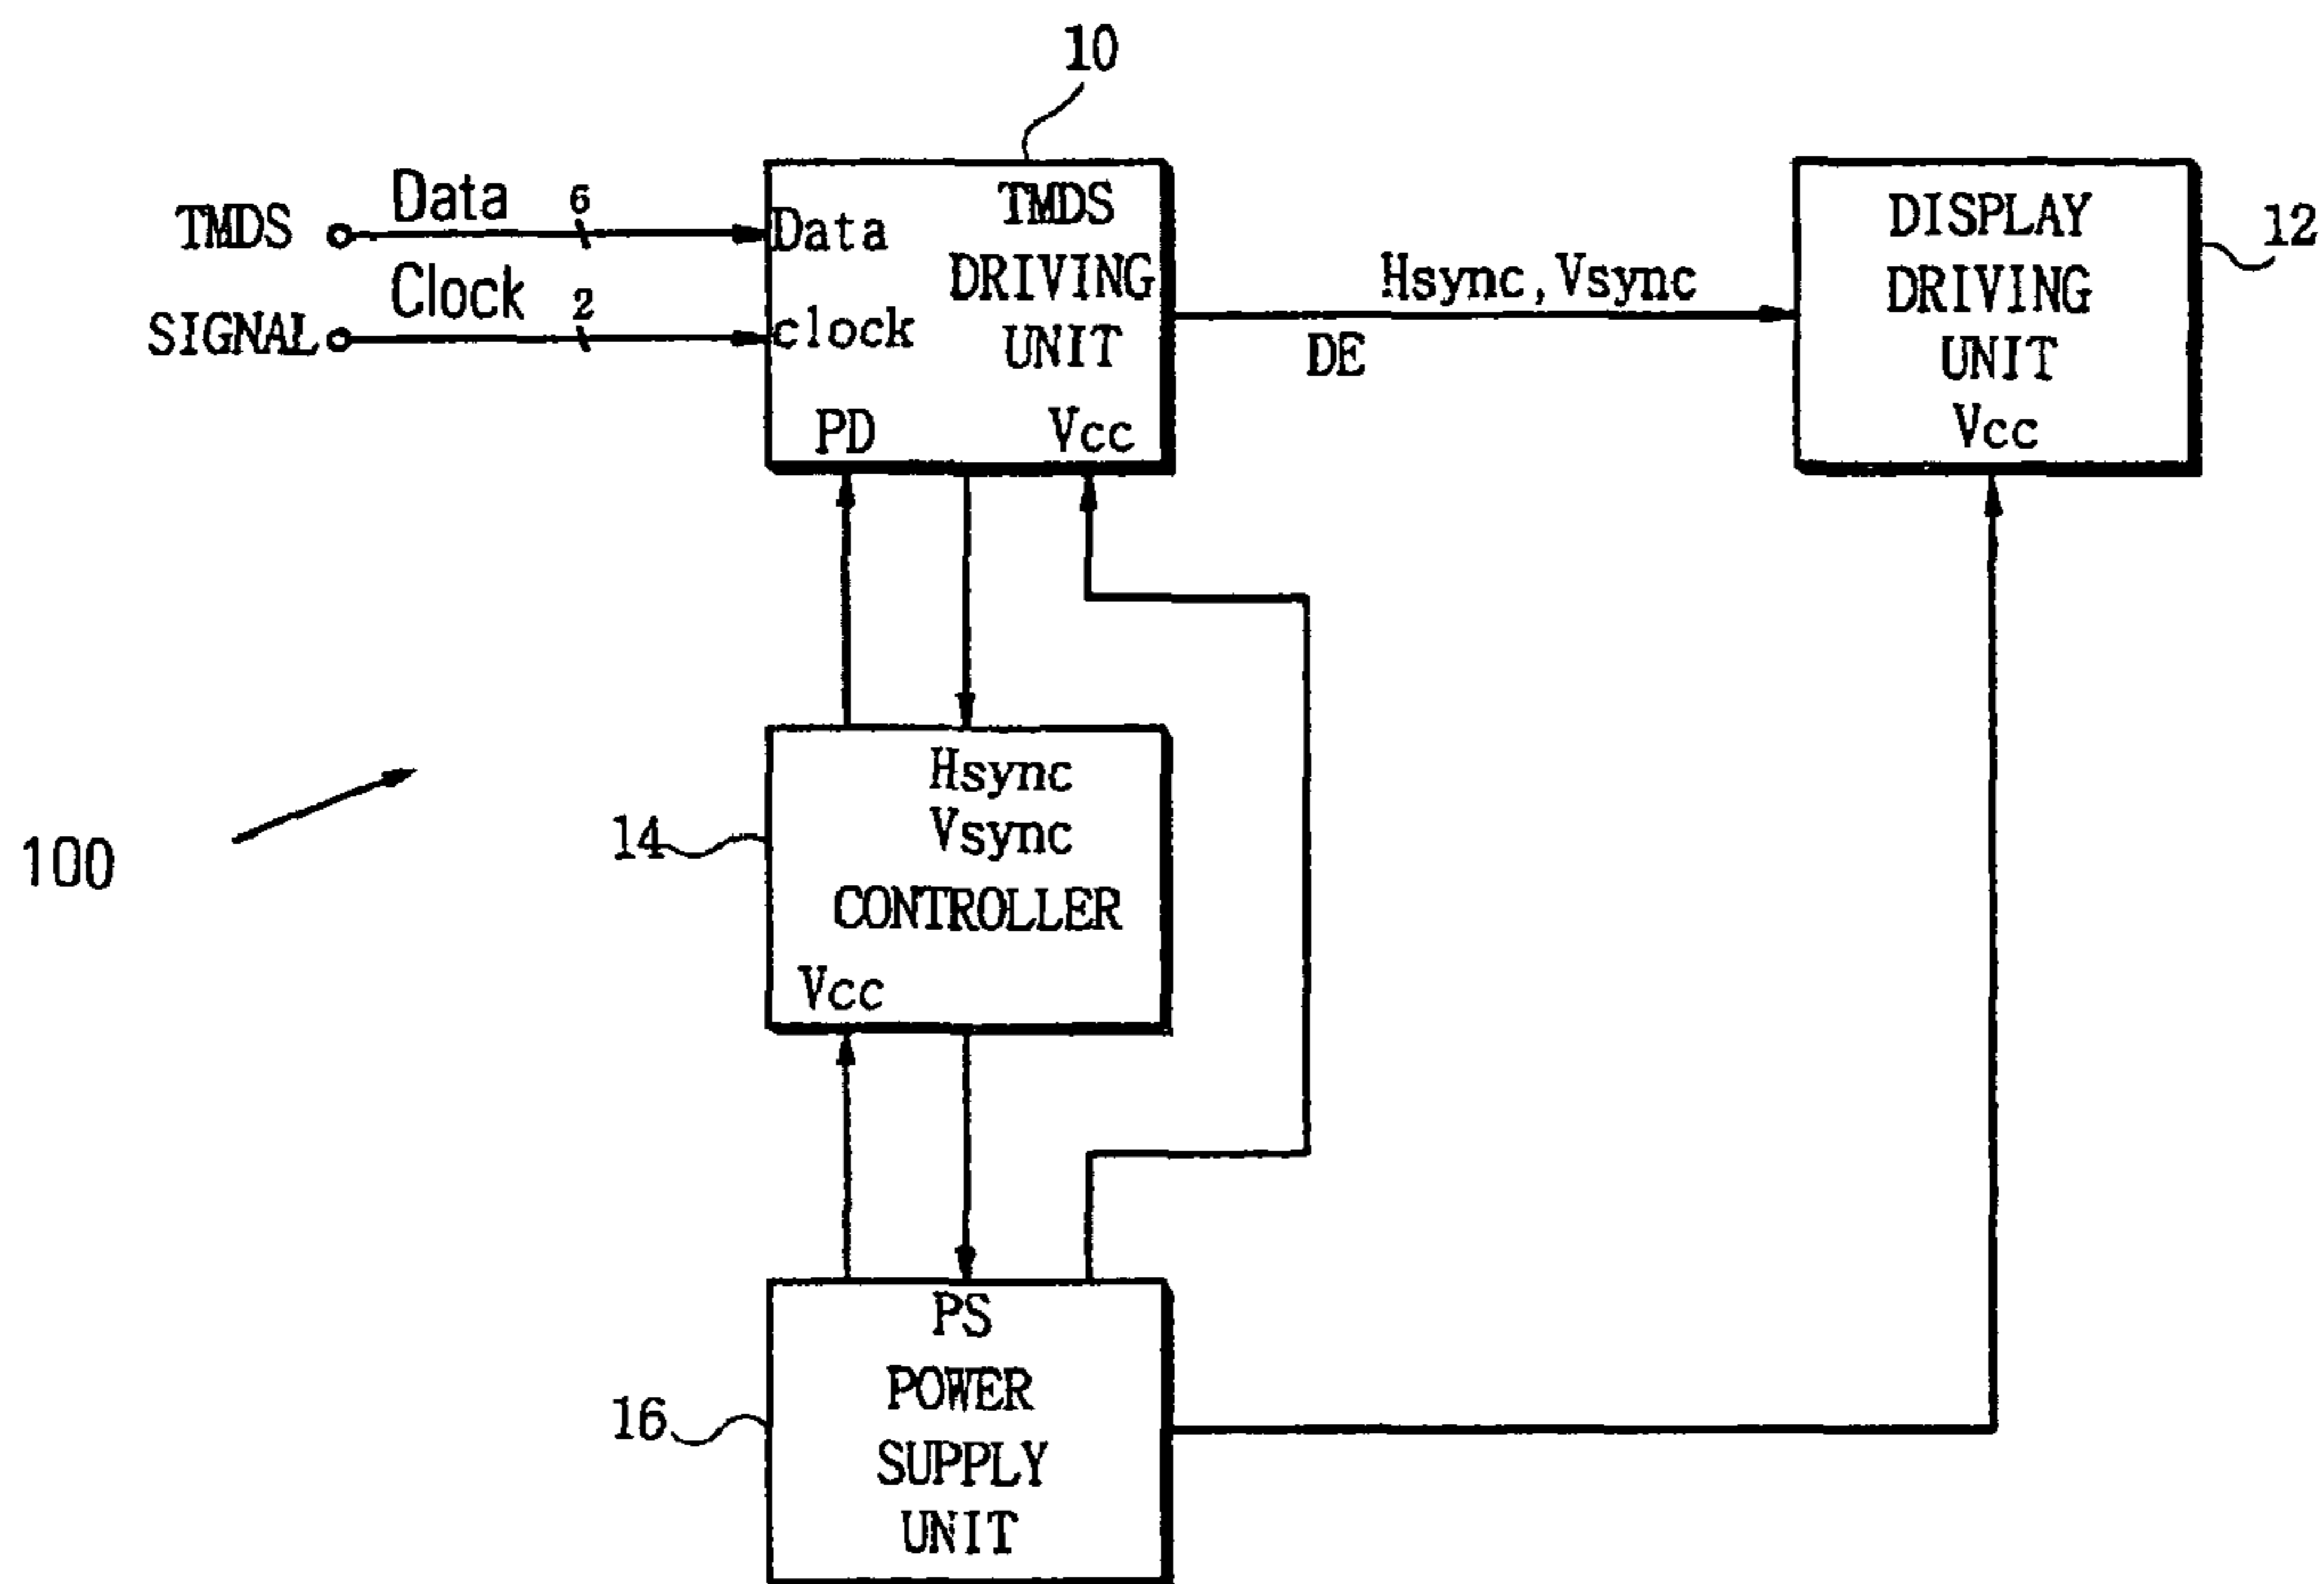 10
TMDS
Data
6
Data
TMDS
DRIVING
UNIT
SIGNAL
Clock
2
clock
PD
Vcc
Hsync,Vsync
DE
DISPLAY
DRIVING
UNIT
Vcc
12
Hsync
Vsync
CONTROLLER
Vcc
14
100
PS
POWER
SUPPLY
UNIT
16